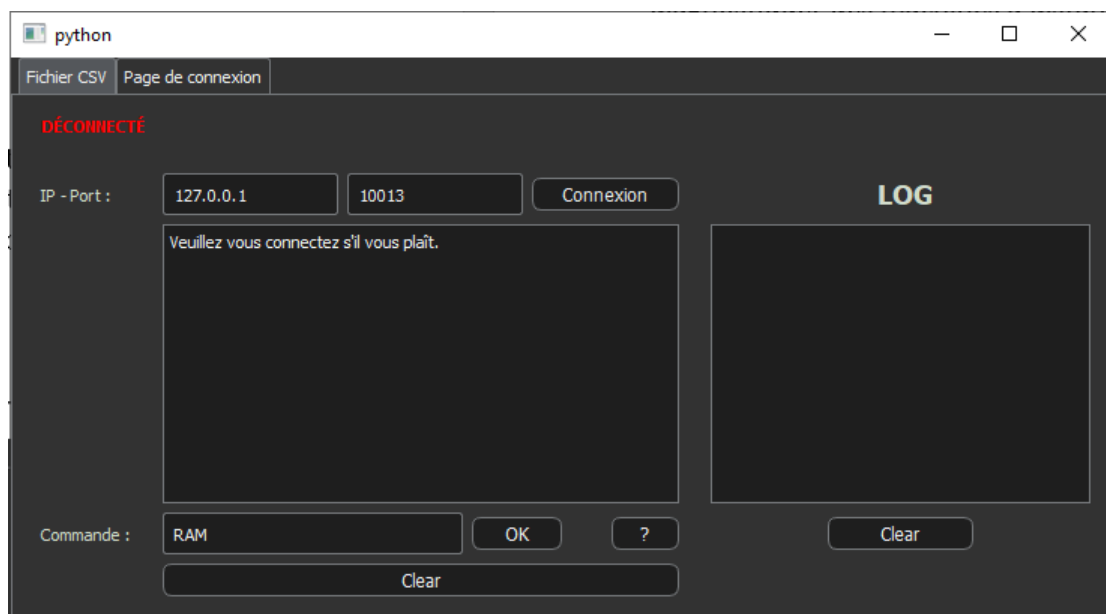 python
Fichier CSV Page de connexion
DÉCONNECTÉ
IP - Port : 127.0.0.1 10013 Connexion LOG
Veuillez vous connectez s'il vous plaît.
Commande : RAM OK ? Clear
Clear